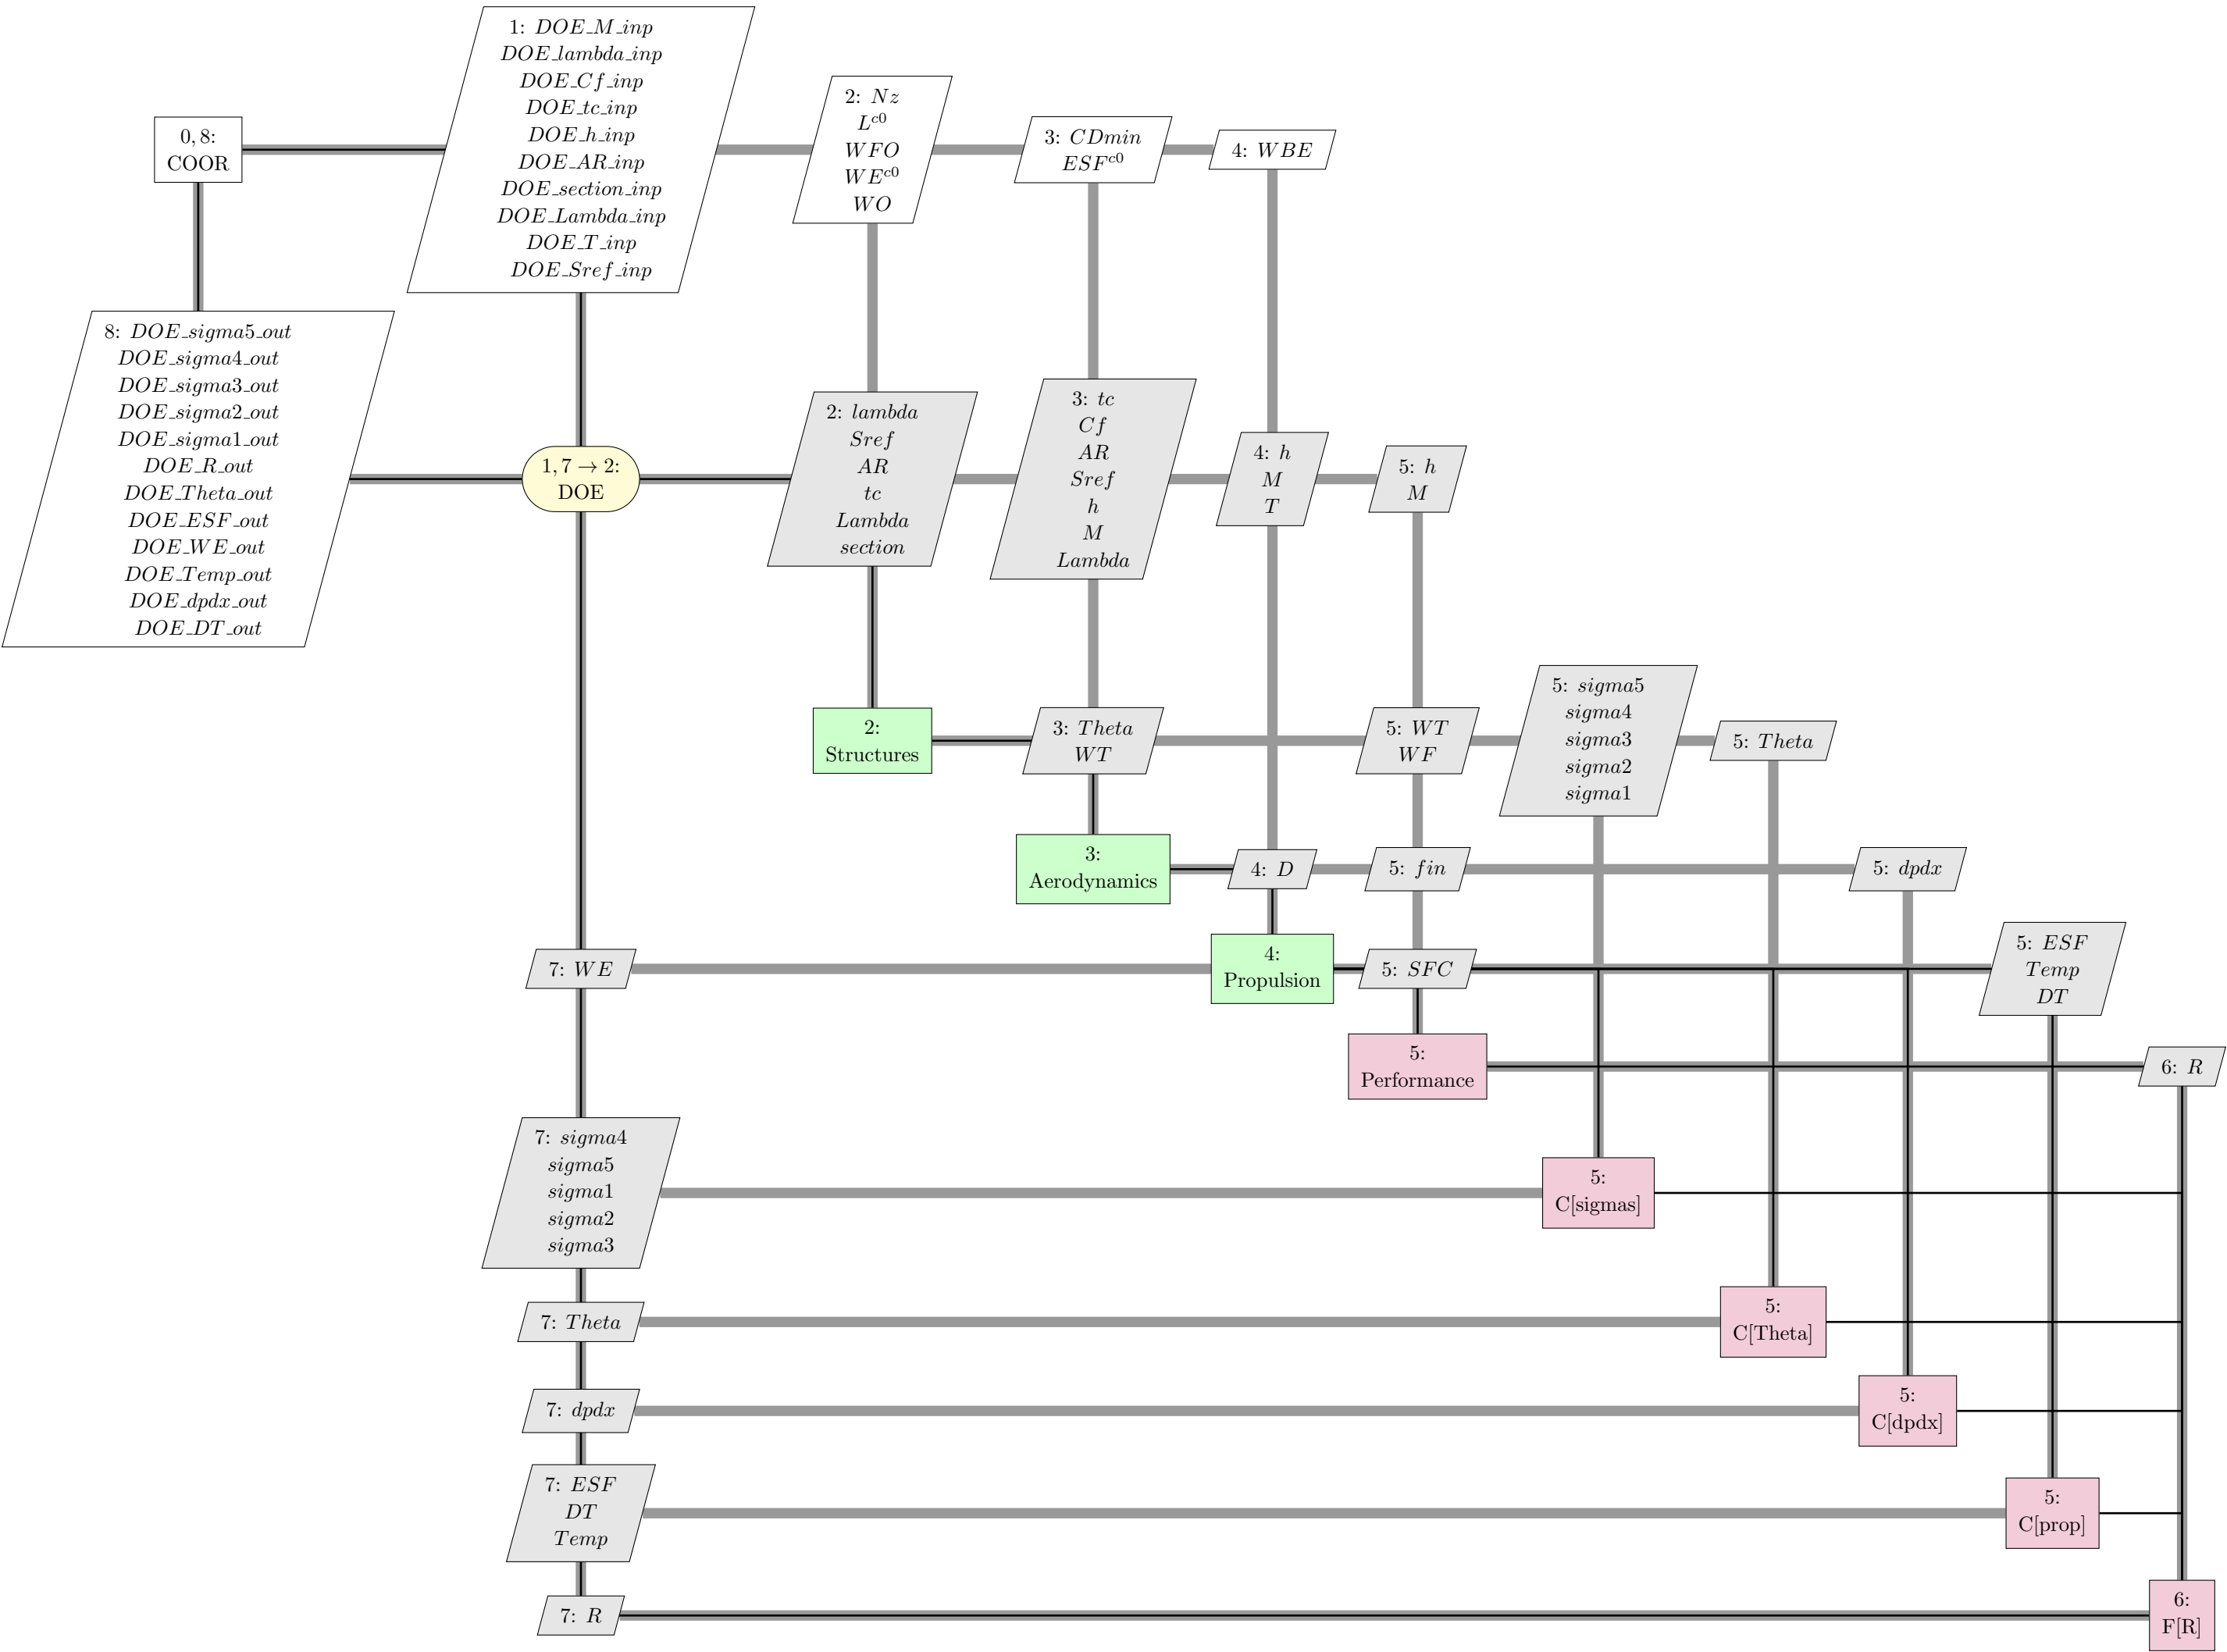 0, 8:
COOR
1: DOE_M_inp
DOE_lambda_inp
DOE_Cf_inp
DOE_tc_inp
DOE_h_inp
DOE_AR_inp
DOE_section_inp
DOE_Lambda_inp
DOE_T_inp
DOE_Sref_inp
2: Nz
L^{c0}
WFO
WE^{c0}
WO
3: CDmin
ESF^{c0}
4: WBE
8: DOE_sigma5_out
DOE_sigma4_out
DOE_sigma3_out
DOE_sigma2_out
DOE_sigma1_out
DOE_R_out
DOE_Theta_out
DOE_ESF_out
DOE_WE_out
DOE_Temp_out
DOE_dpdx_out
DOE_DT_out
1, 7 → 2:
DOE
2: lambda
Sref
AR
tc
Lambda
section
3: tc
Cf
AR
Sref
h
M
Lambda
4: h
M
T
5: h
M
2:
Structures
3: Theta
WT
5: WT
WF
5: sigma5
sigma4
sigma3
sigma2
sigma1
5: Theta
3:
Aerodynamics
4: D
5: fin
5: dpdx
7: WE
4:
Propulsion
5: SFC
5: ESF
Temp
DT
5:
Performance
6: R
7: sigma4
sigma5
sigma1
sigma2
sigma3
5:
C[sigmas]
7: Theta
5:
C[Theta]
7: dpdx
5:
C[dpdx]
7: ESF
DT
Temp
5:
C[prop]
7: R
6:
F[R]